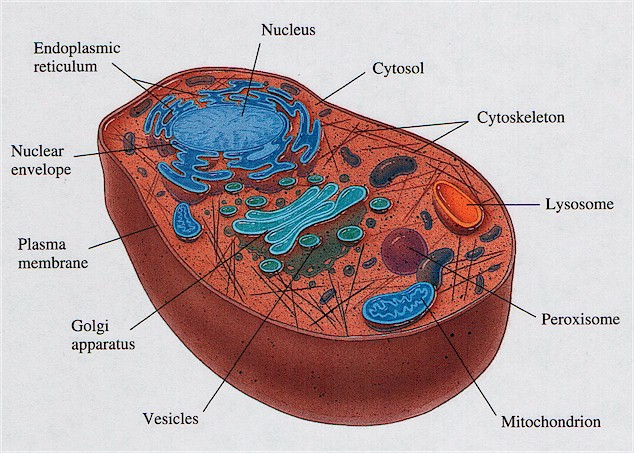 Nucleus
Endoplasmic
reticulum
Cytosol
Cytoskeleton
Nuclear
envelope
Lysosome
Plasma
membrane
Peroxisome
Golgi
apparatus
Vesicles
Mitochondrion